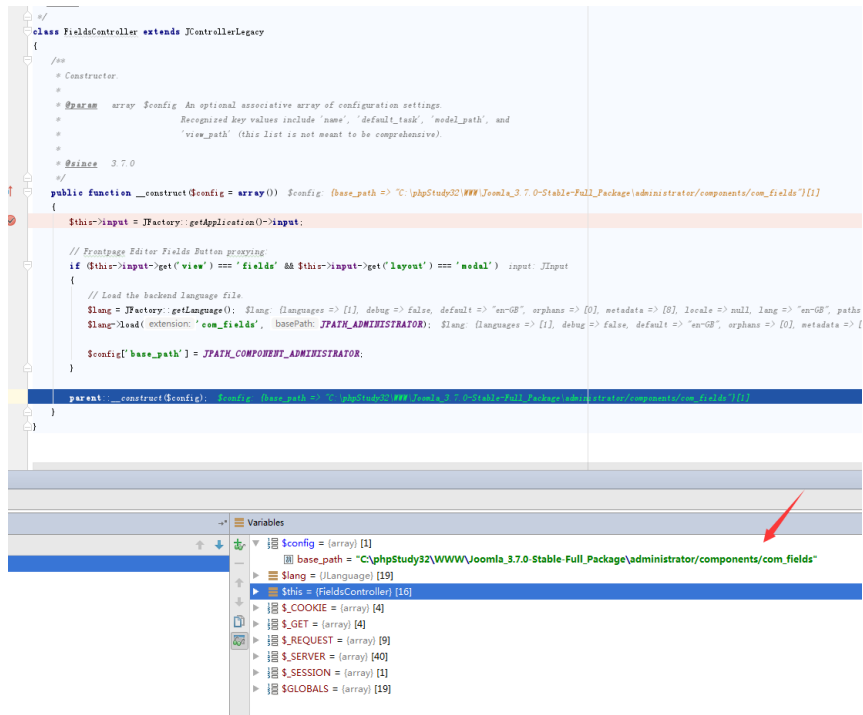 */
class FieldsController extends JControllerLegacy
{
/**
* Constructor.
*
* @param array $config An optional associative array of configuration settings.
* Recognized key values include 'name', 'default_task', 'model_path', and
* 'view_path' (this list is not meant to be comprehensive).
*
* @since 3.7.0
*/
public function __construct($config = array()) $config: {base_path => "C:\phpStudy32\WWW\Joomla_3.7.0-Stable-Full_Package\administrator/components/com_fields"}[1]
{
$this->input = JFactory::getApplication()->input;
// Frontpage Editor Fields Button proxying:
if ($this->input->get('view') === 'fields' && $this->input->get('layout') === 'modal') input: JInput
{
// Load the backend language file.
$lang = JFactory::getLanguage(); $lang: {languages => [1], debug => false, default => "en-GB", orphans => [0], metadata => [8], locale => null, lang => "en-GB", paths
$lang->load( extension: 'com_fields', basePath: JPATH_ADMINISTRATOR); $lang: {languages => [1], debug => false, default => "en-GB", orphans => [0], metadata => [
$config['base_path'] = JPATH_COMPONENT_ADMINISTRATOR;
}
parent::__construct($config); $config: {base_path => "C:\phpStudy32\WWW\Joomla_3.7.0-Stable-Full_Package\administrator/components/com_fields"}[1]
}
}
Variables
$config = {array} [1]
base_path = "C:\phpStudy32\WWW\Joomla_3.7.0-Stable-Full_Package\administrator/components/com_fields"
$lang = {JLanguage} [19]
$this = {FieldsController} [16]
$_COOKIE = {array} [4]
$_GET = {array} [4]
$_REQUEST = {array} [9]
$_SERVER = {array} [40]
$_SESSION = {array} [1]
$GLOBALS = {array} [19]